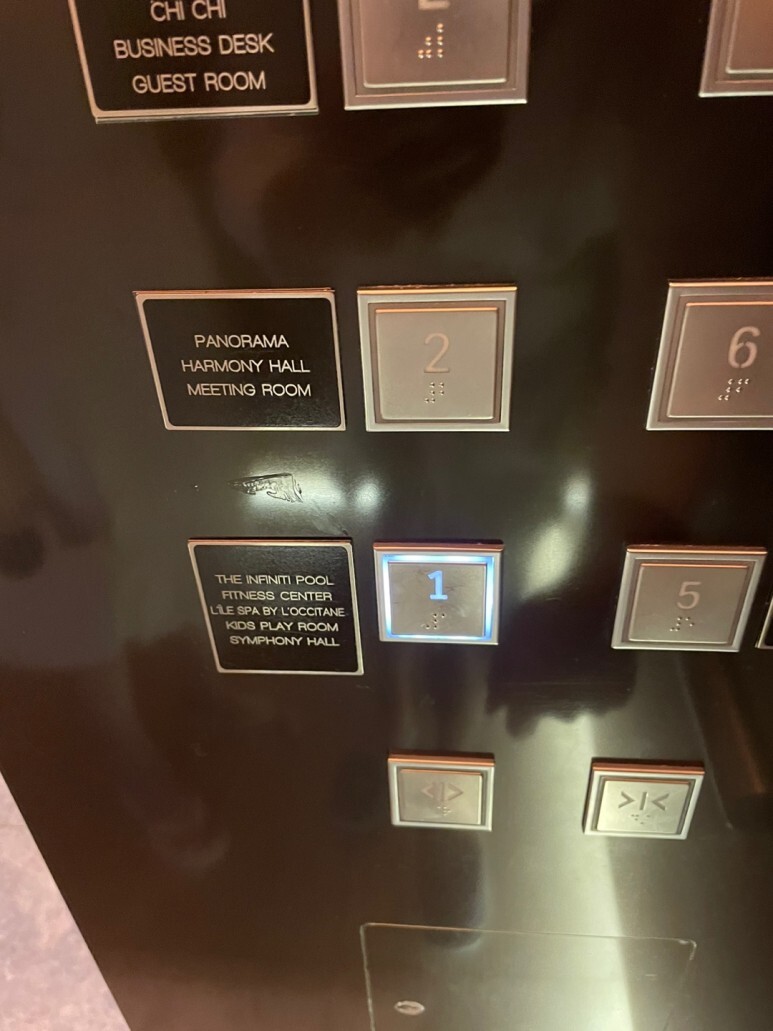 CHI CHI
BUSINESS DESK
GUEST ROOM
PANORAMA
HARMONY HALL
MEETING ROOM
2
6
THE INFINITI POOL
FITNESS CENTER
L'ÎLE SPA BY L'OCCITANE
KIDS PLAY ROOM
SYMPHONY HALL
1
5
<|>
>|<